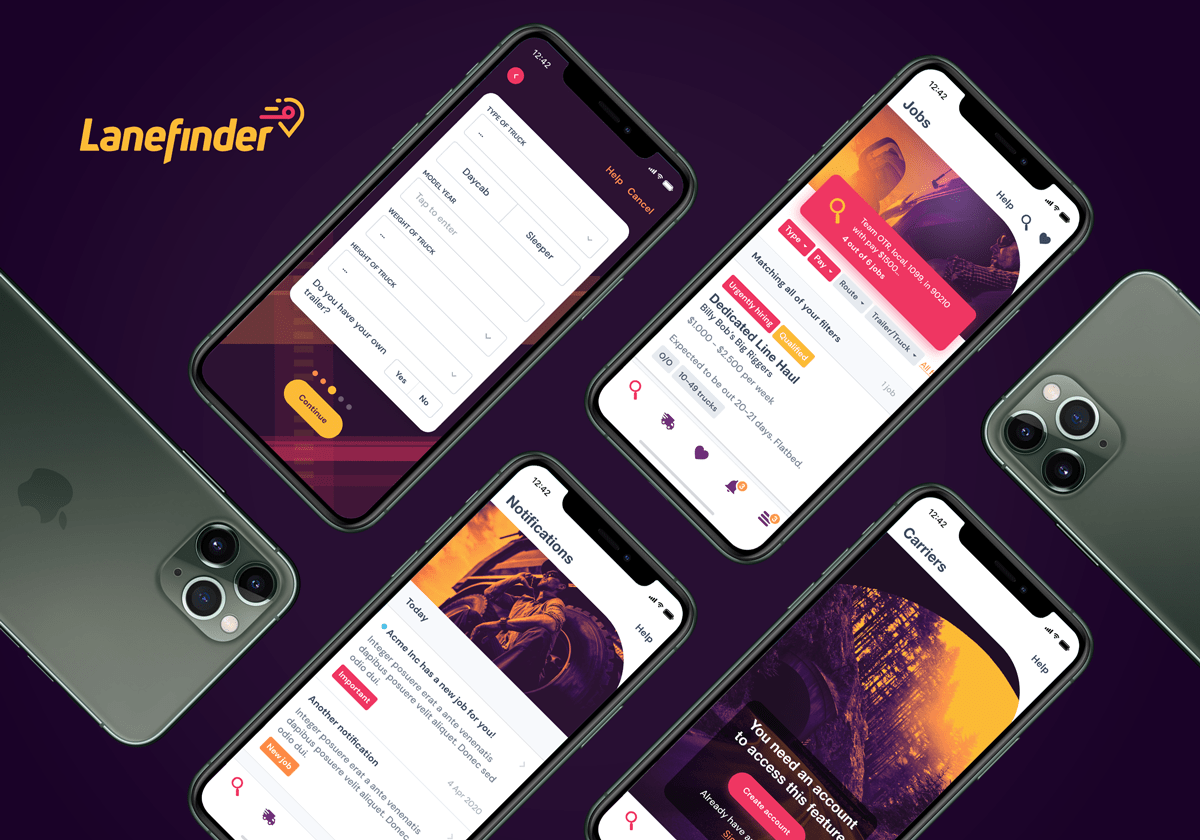 Lanefinder
12:42
Help
Cancel
TYPE OF TRUCK
...
Daycab
Sleeper
MODEL YEAR
Tap to enter
WEIGHT OF TRUCK
...
HEIGHT OF TRUCK
...
Do you have your own
trailer?
Yes
No
Continue
12:42
Jobs
Help
Team OTR, local, 1099, in 90210
with pay $1500...
4 out of 6 jobs
Type
Pay
Route
Trailer/Truck
Matching all of your filters
1 job
Urgently hiring
Qualified
Dedicated Line Haul
Billy Bob's Big Riggers
$1,000 – $2,500 per week
Expected to be out 20-21 days. Flatbed.
O/O
10-49 trucks
3
3
12:42
Notifications
Help
Today
Acme Inc has a new job for you!
Integer posuere erat a ante venenatis
dapibus posuere velit aliquet. Donec sed
odio dui.
Important
Another notification
4 Apr 2020
Integer posuere erat a ante venenatis
dapibus posuere velit aliquet. Donec sed
odio dui.
New job
12:42
Carriers
Help
You need an account
to access this feature
Create account
Already have